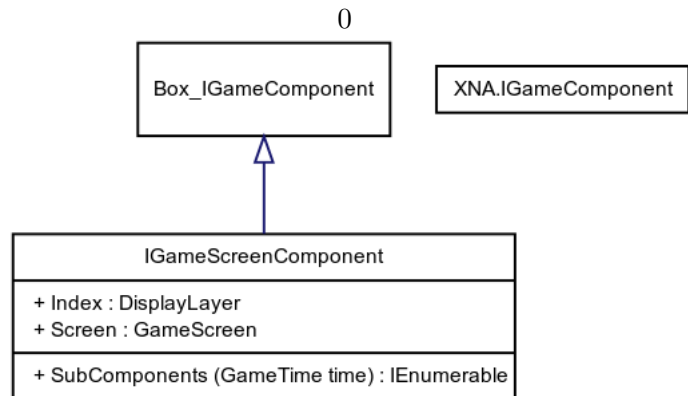 0
Box_IGameComponent
XNA.IGameComponent
IGameScreenComponent
+ Index : DisplayLayer
+ Screen : GameScreen
+ SubComponents (GameTime time) : IEnumerable